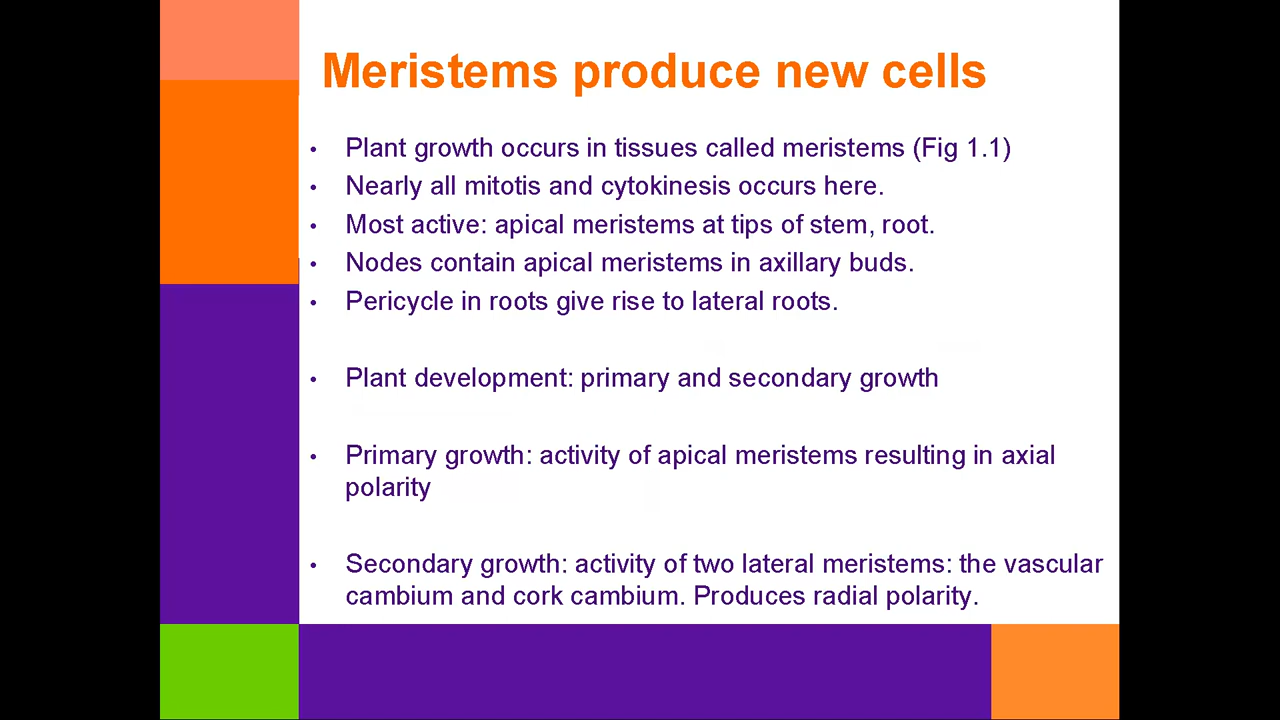 Meristems produce new cells
• Plant growth occurs in tissues called meristems (Fig 1.1)
• Nearly all mitotis and cytokinesis occurs here.
• Most active: apical meristems at tips of stem, root.
• Nodes contain apical meristems in axillary buds.
• Pericycle in roots give rise to lateral roots.
• Plant development: primary and secondary growth
• Primary growth: activity of apical meristems resulting in axial
polarity
• Secondary growth: activity of two lateral meristems: the vascular
cambium and cork cambium. Produces radial polarity.